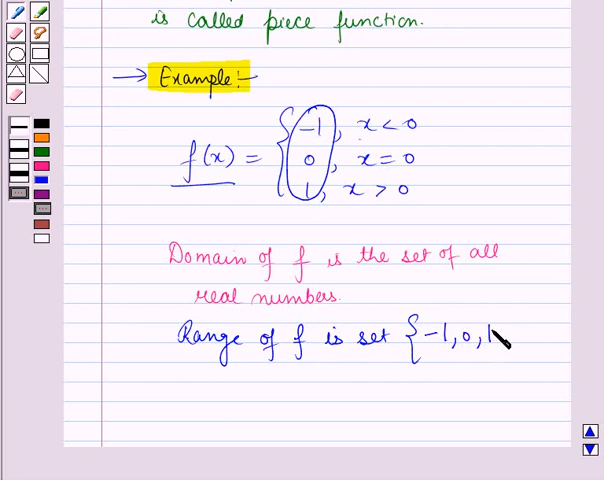 is called piece function.
→ Example:-
f(x) = { -1, x < 0
0, x = 0
1, x > 0
Domain of f is the set of all
real numbers.
Range of f is set {-1, 0, 1